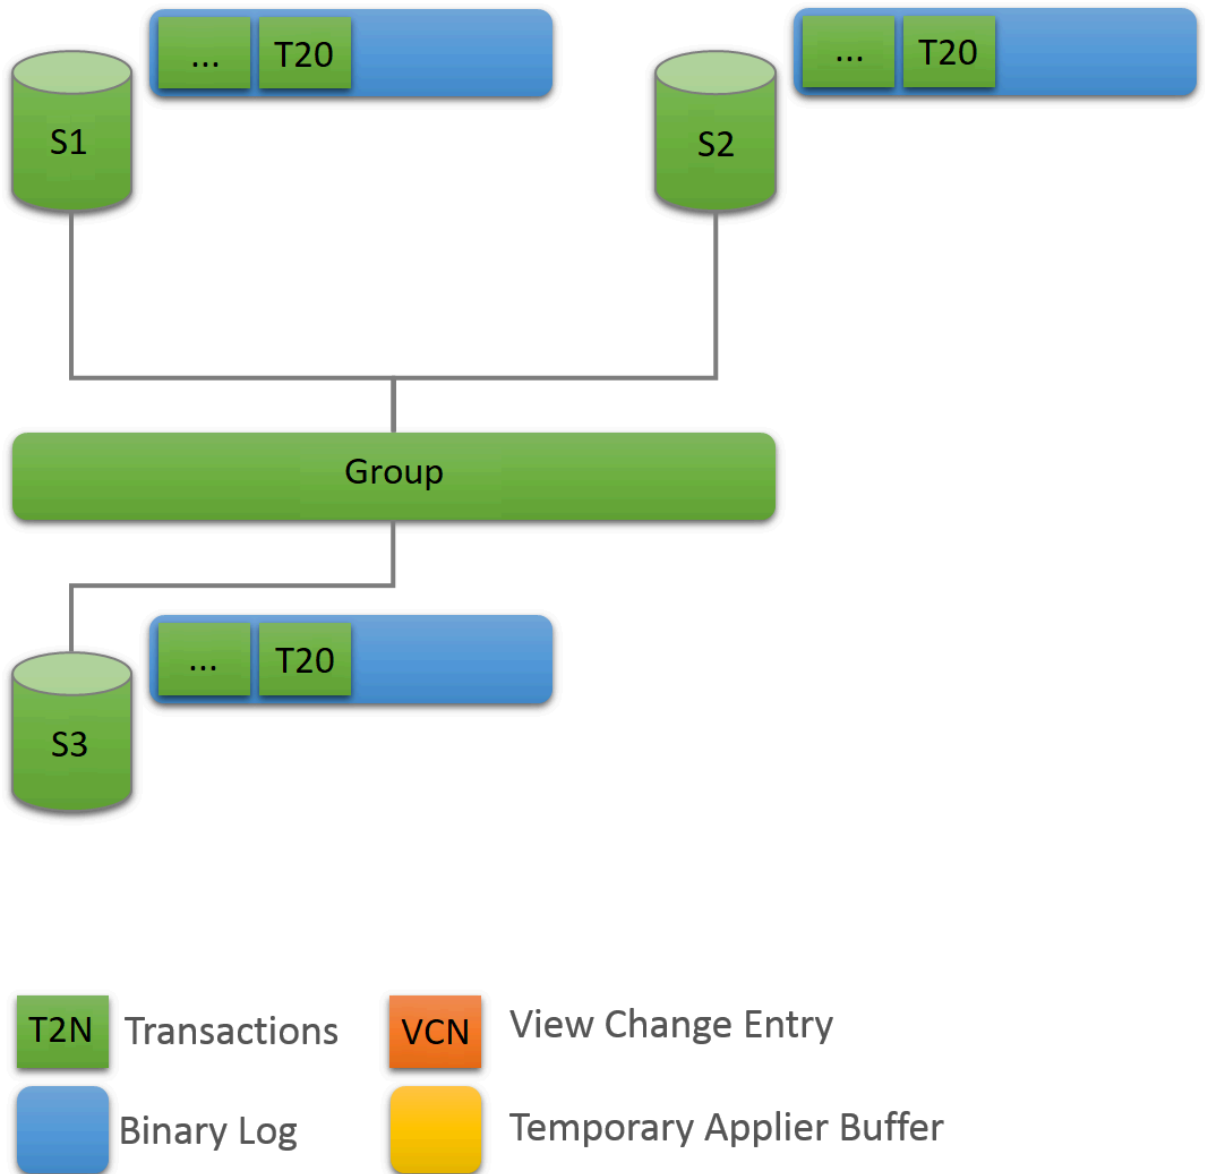 ... T20
S1
... T20
S2
Group
... T20
S3
T2N Transactions
VCN View Change Entry
Binary Log
Temporary Applier Buffer